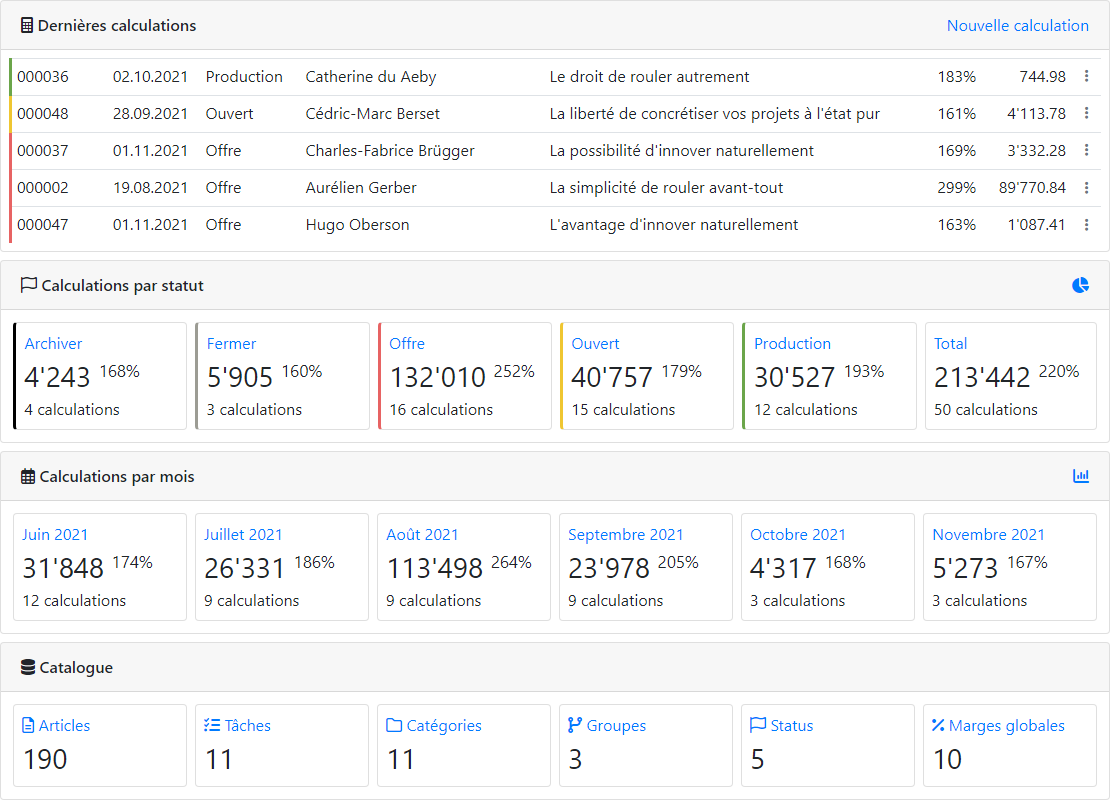 Dernières calculations Nouvelle calculation
000036 02.10.2021 Production Catherine du Aeby Le droit de rouler autrement 183% 744.98
000048 28.09.2021 Ouvert Cédric-Marc Berset La liberté de concrétiser vos projets à l'état pur 161% 4'113.78
000037 01.11.2021 Offre Charles-Fabrice Brügger La possibilité d'innover naturellement 169% 3'332.28
000002 19.08.2021 Offre Aurélien Gerber La simplicité de rouler avant-tout 299% 89'770.84
000047 01.11.2021 Offre Hugo Oberson L'avantage d'innover naturellement 163% 1'087.41
Calculations par statut
Archiver Fermer Offre Ouvert Production Total
4'243 168% 5'905 160% 132'010 252% 40'757 179% 30'527 193% 213'442 220%
4 calculations 3 calculations 16 calculations 15 calculations 12 calculations 50 calculations
Calculations par mois
Juin 2021 Juillet 2021 Août 2021 Septembre 2021 Octobre 2021 Novembre 2021
31'848 174% 26'331 186% 113'498 264% 23'978 205% 4'317 168% 5'273 167%
12 calculations 9 calculations 9 calculations 9 calculations 3 calculations 3 calculations
Catalogue
Articles Tâches Catégories Groupes Status Marges globales
190 11 11 3 5 10